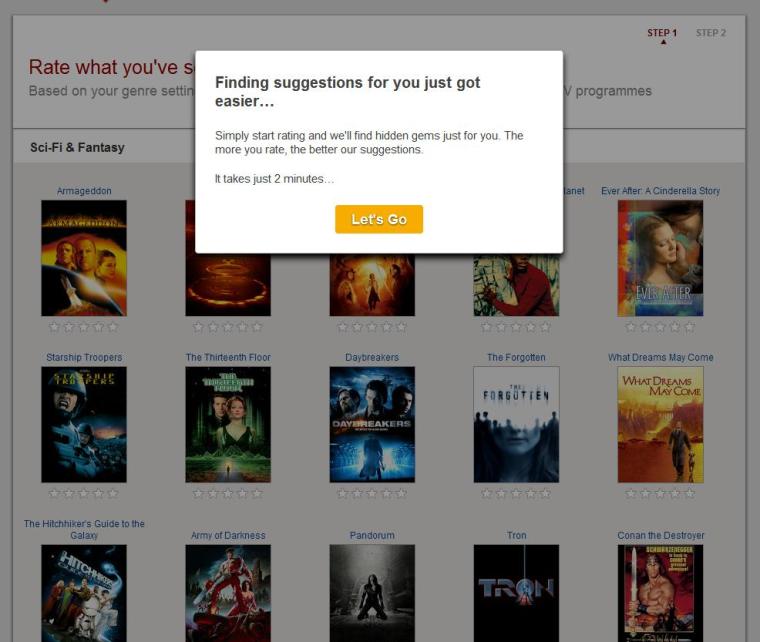 STEP 1 STEP 2
Rate what you've s
Based on your genre settin
V programmes
Finding suggestions for you just got
easier…
Simply start rating and we'll find hidden gems just for you. The
more you rate, the better our suggestions.
It takes just 2 minutes…
Let's Go
Sci-Fi & Fantasy
Armageddon
lanet
Ever After: A Cinderella Story
ARMAGEDDON
EVER AFTER
Starship Troopers
The Thirteenth Floor
Daybreakers
The Forgotten
What Dreams May Come
STARSHIP
TROOPERS
THE
THIRTEENTH
FLOOR
DAYBREAKERS
THE
FORGOTTEN
WHAT DREAMS
MAY COME
The Hitchhiker's Guide to the
Galaxy
Army of Darkness
Pandorum
Tron
Conan the Destroyer
HITCHHIKER'S
TRON
SCHWARZENEGGER
CONAN